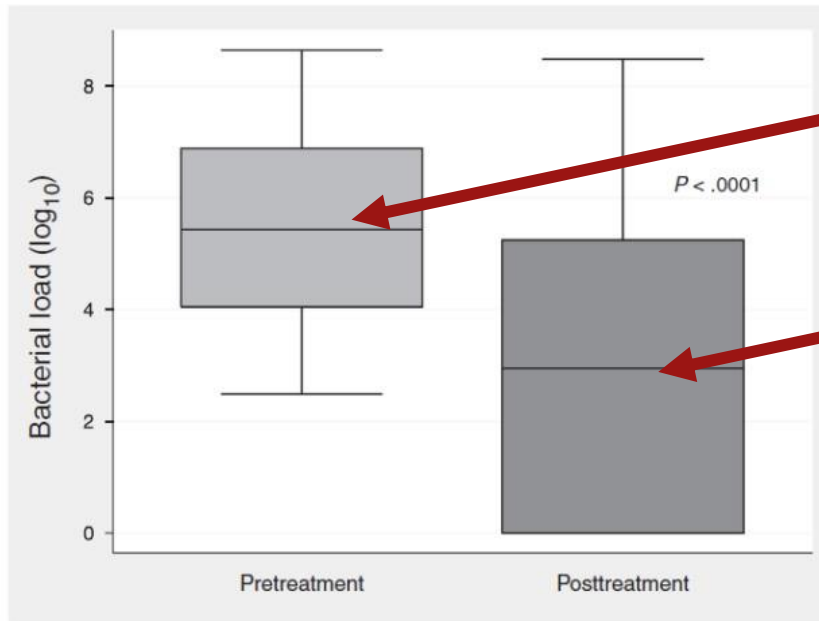 Bacterial load (log₁₀)
8
6
4
2
0
P < .0001
Pretreatment
Posttreatment